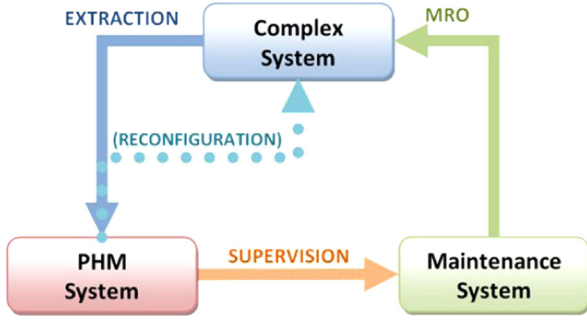 EXTRACTION
Complex
System
MRO
(RECONFIGURATION)
PHM
System
SUPERVISION
Maintenance
System